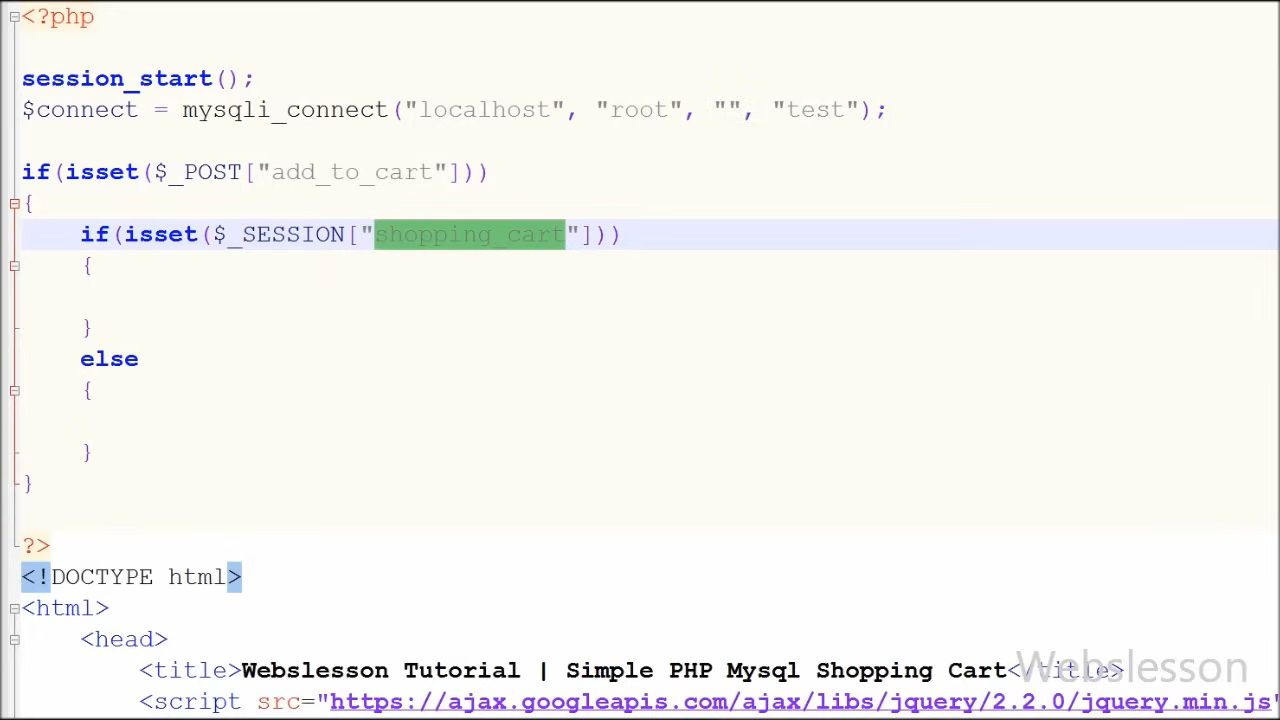 <?php
session_start();
$connect = mysqli_connect("localhost", "root", "", "test");
if(isset($_POST["add_to_cart"]))
{
if(isset($_SESSION["shopping_cart"]))
{
}
else
{
}
}
?>
<!DOCTYPE html>
<html>
<head>
<title>Webslesson Tutorial | Simple PHP Mysql Shopping Cart</title>
Webslesson
<script src="https://ajax.googleapis.com/ajax/libs/jquery/2.2.0/jquery.min.js"